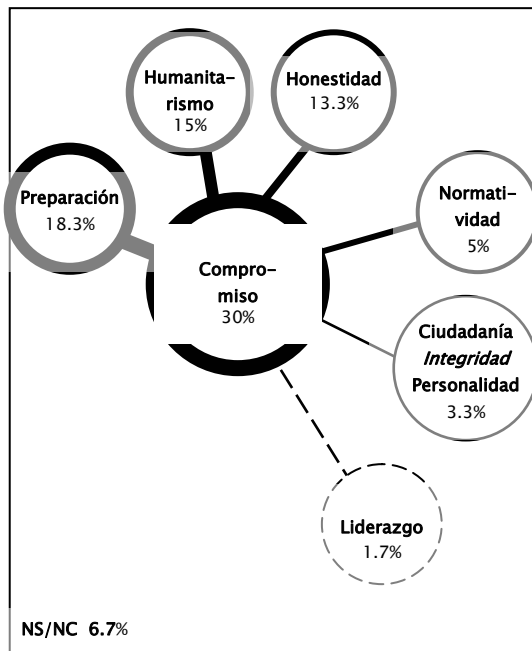 Humanita-
rismo
15%
Honestidad
13.3%
Preparación
18.3%
Normati-
vidad
5%
Compro-
miso
30%
Ciudadanía
Integridad
Personalidad
3.3%
Liderazgo
1.7%
NS/NC 6.7%